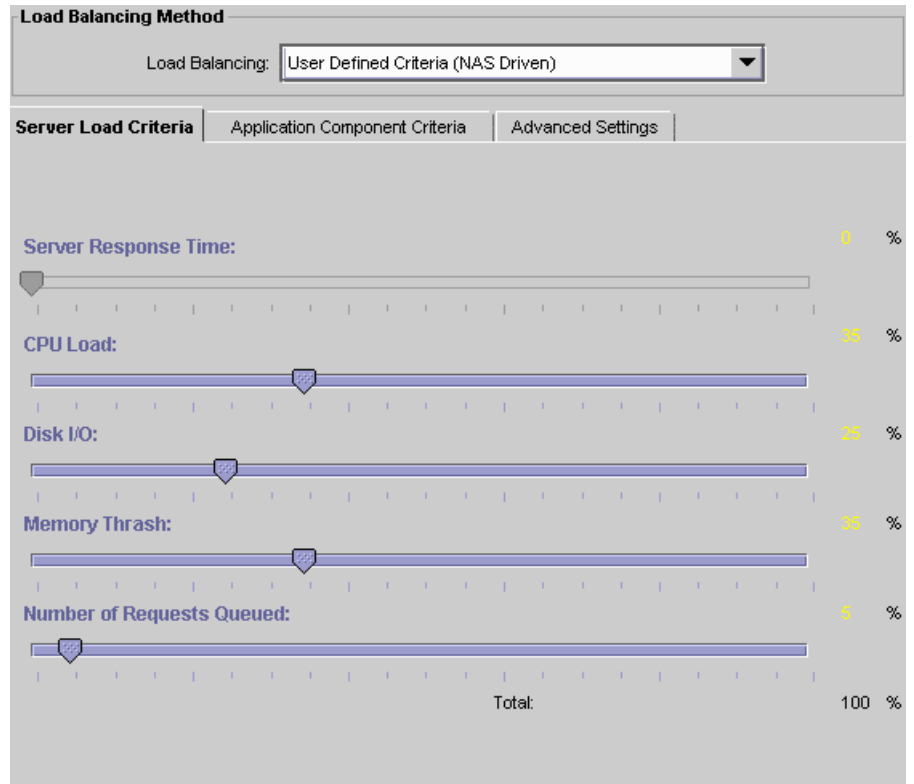 Load Balancing Method
Load Balancing: User Defined Criteria (NAS Driven)
Server Load Criteria Application Component Criteria Advanced Settings
Server Response Time: 0 %
CPU Load: 35 %
Disk I/O: 25 %
Memory Thrash: 35 %
Number of Requests Queued: 5 %
Total: 100 %